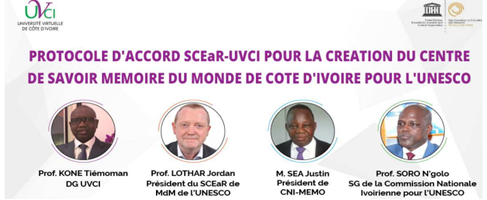 UVCI
UNIVERSITÉ VIRTUELLE
DE CÔTE D'IVOIRE
unesco
PROTOCOLE D'ACCORD SCEaR-UVCI POUR LA CREATION DU CENTRE
DE SAVOIR MEMOIRE DU MONDE DE COTE D'IVOIRE POUR L'UNESCO
Prof. KONE Tiémoman
DG UVCI
Prof. LOTHAR Jordan
Président du SCEaR de
MdM de l'UNESCO
M. SEA Justin
Président de
CNI-MEMO
Prof. SORO N'golo
SG de la Commission Nationale
Ivoirienne pour l'UNESCO